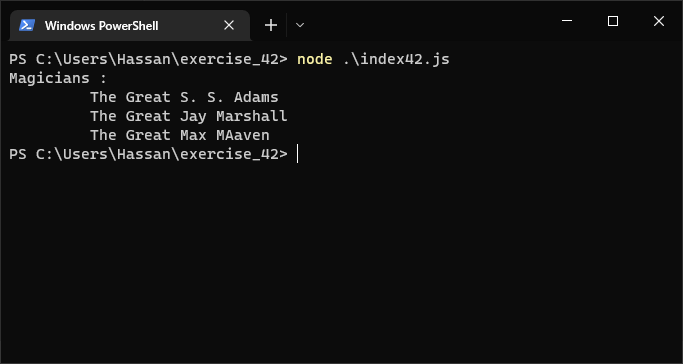 Windows PowerShell
PS C:\Users\Hassan\exercise_42> node .\index42.js
Magicians :
The Great S. S. Adams
The Great Jay Marshall
The Great Max MAaven
PS C:\Users\Hassan\exercise_42>